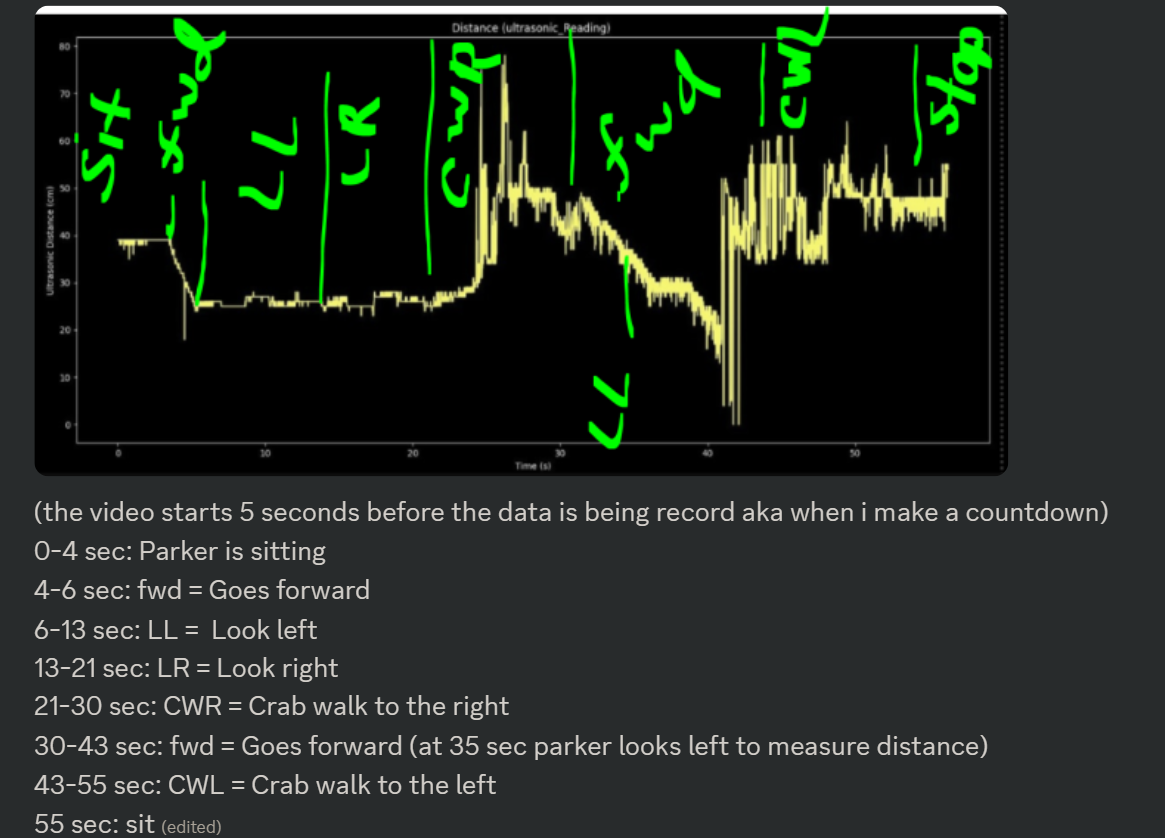 Distance (ultrasonic_Reading)
Sit
fwd
LL
LR
CWR
fwd
LL
CWL
Stop
Ultrasonic Distance (cm)
80
70
60
50
40
30
20
10
0
0 10 20 30 40 50
Time (s)
(the video starts 5 seconds before the data is being record aka when i make a countdown)
0-4 sec: Parker is sitting
4-6 sec: fwd = Goes forward
6-13 sec: LL =  Look left
13-21 sec: LR = Look right
21-30 sec: CWR = Crab walk to the right
30-43 sec: fwd = Goes forward (at 35 sec parker looks left to measure distance)
43-55 sec: CWL = Crab walk to the left
55 sec: sit (edited)